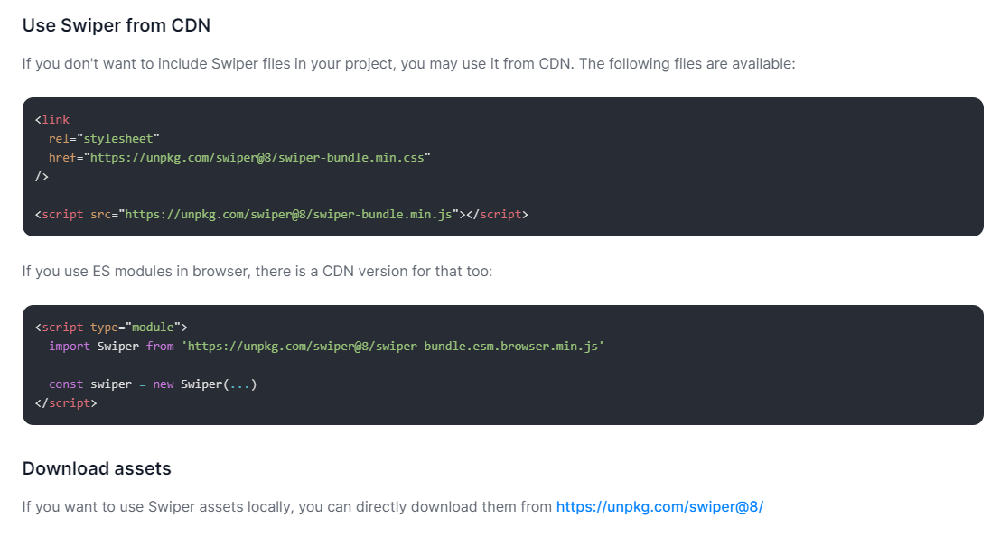 Use Swiper from CDN
If you don't want to include Swiper files in your project, you may use it from CDN. The following files are available:
<link
  rel="stylesheet"
  href="https://unpkg.com/swiper@8/swiper-bundle.min.css"
/>
<script src="https://unpkg.com/swiper@8/swiper-bundle.min.js"></script>
If you use ES modules in browser, there is a CDN version for that too:
<script type="module">
  import Swiper from 'https://unpkg.com/swiper@8/swiper-bundle.esm.browser.min.js'
  const swiper = new Swiper(...)
</script>
Download assets
If you want to use Swiper assets locally, you can directly download them from https://unpkg.com/swiper@8/